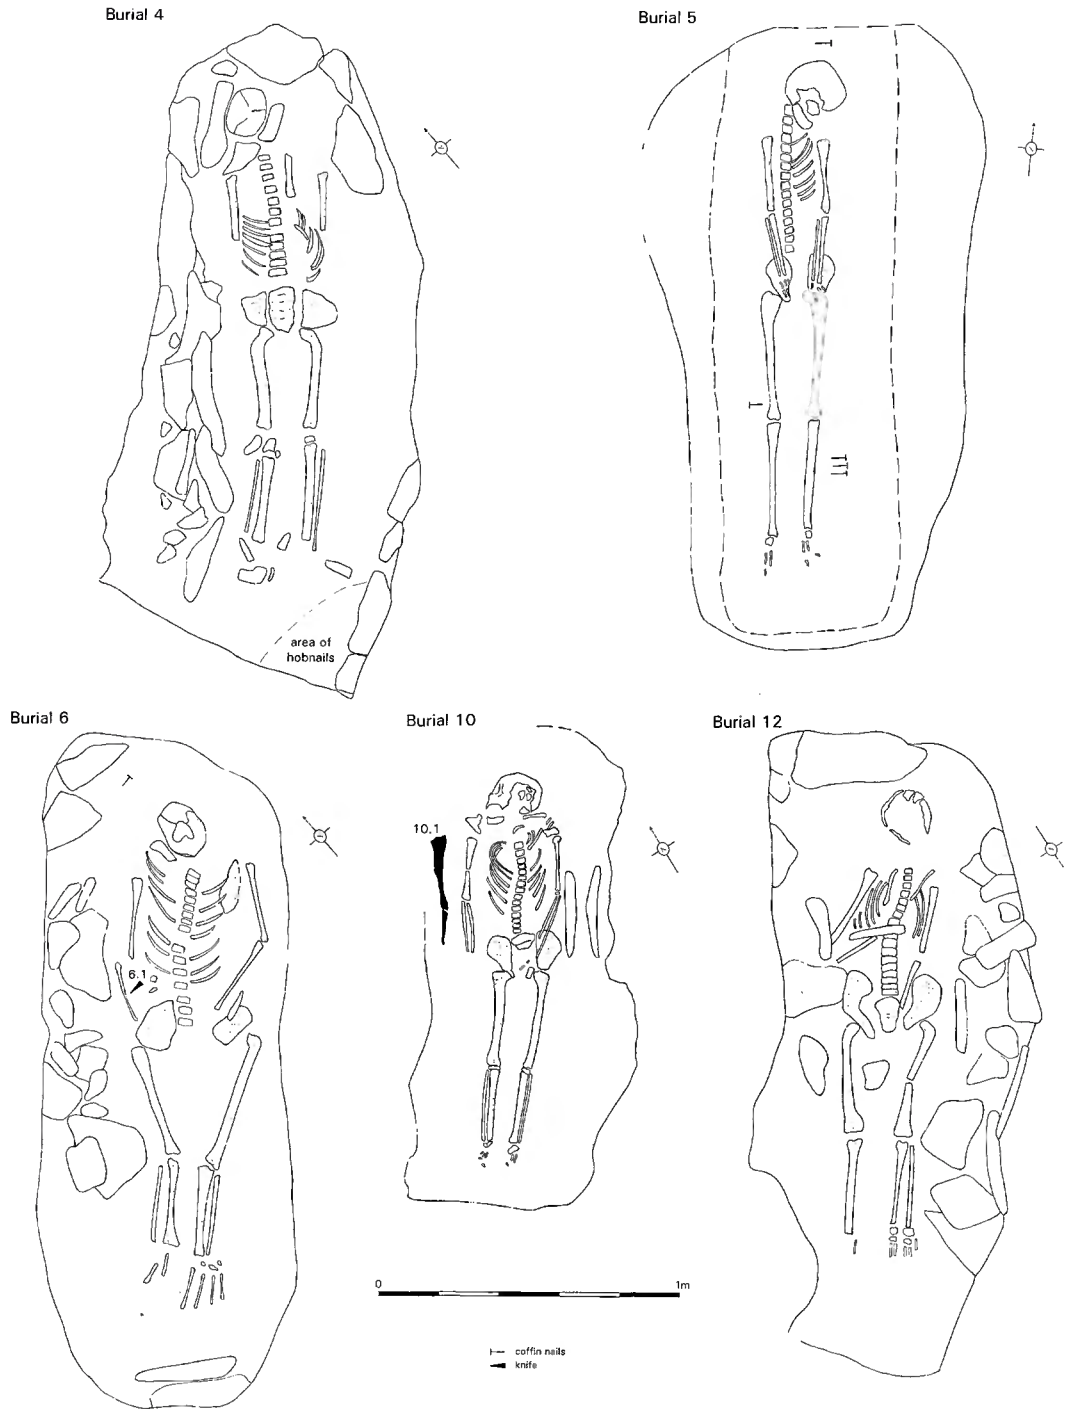 Burial 4
Burial 5
area of
hobnails
Burial 6
Burial 10
Burial 12
10.1
6.1
0
1m
coffin nails
knife